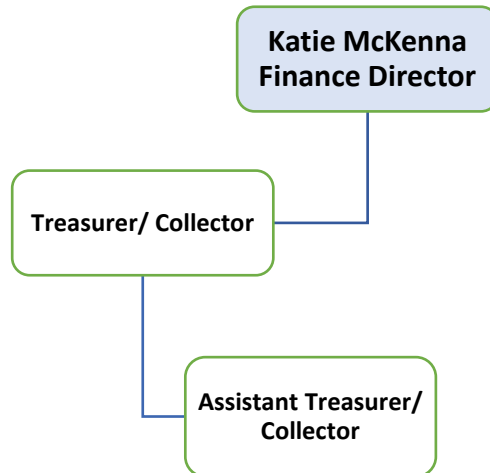 Katie McKenna
Finance Director
Treasurer/ Collector
Assistant Treasurer/
Collector